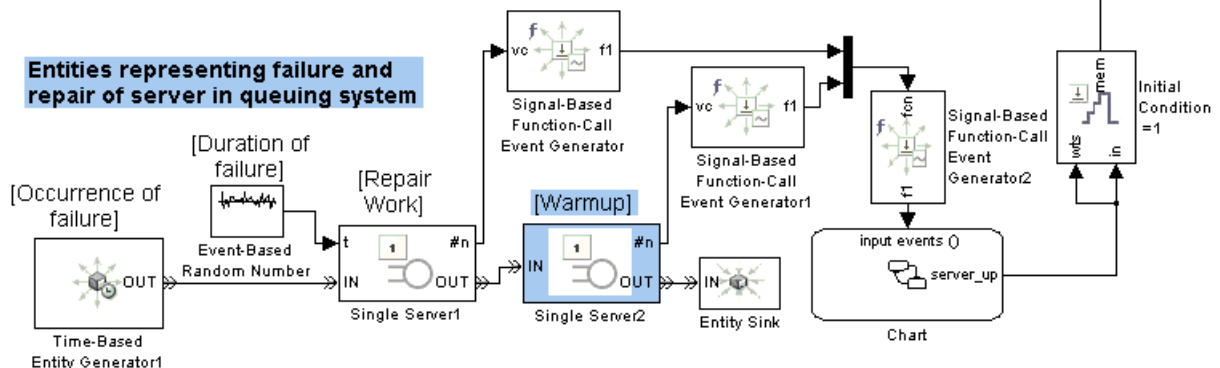 Entities representing failure and
repair of server in queuing system
[Occurrence of
failure]
OUT
Time-Based
Entity Generator1
[Duration of
failure]
Event-Based
Random Number
[Repair
Work]
t
#n
1
IN
OUT
Single Server1
vc
f1
Signal-Based
Function-Call
Event Generator
[Warmup]
#n
1
IN
OUT
Single Server2
vc
f1
Signal-Based
Function-Call
Event Generator1
IN
Entity Sink
fcn
f1
Signal-Based
Function-Call
Event
Generator2
input events ()
server_up
Chart
mem
wts
in
Initial
Condition
=1